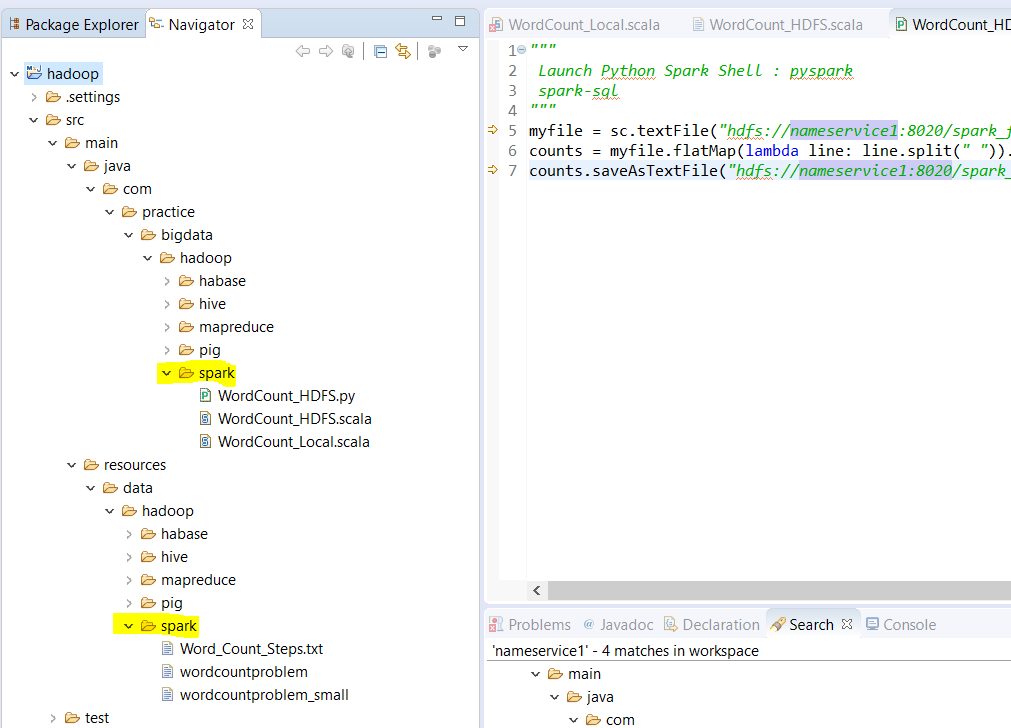 Package Explorer
Navigator
hadoop
.settings
src
main
java
com
practice
bigdata
hadoop
habase
hive
mapreduce
pig
spark
WordCount_HDFS.py
WordCount_HDFS.scala
WordCount_Local.scala
resources
data
hadoop
habase
hive
mapreduce
pig
spark
Word_Count_Steps.txt
wordcountproblem
wordcountproblem_small
test
WordCount_Local.scala WordCount_HDFS.scala WordCount_HD
1 """
2 Launch Python Spark Shell : pyspark
3 spark-sql
4 """
5 myfile = sc.textFile("hdfs://nameservice1:8020/spark_f
6 counts = myfile.flatMap(lambda line: line.split(" ")).
7 counts.saveAsTextFile("hdfs://nameservice1:8020/spark_
Problems @ Javadoc Declaration Search Console
'nameservice1' - 4 matches in workspace
main
java
com